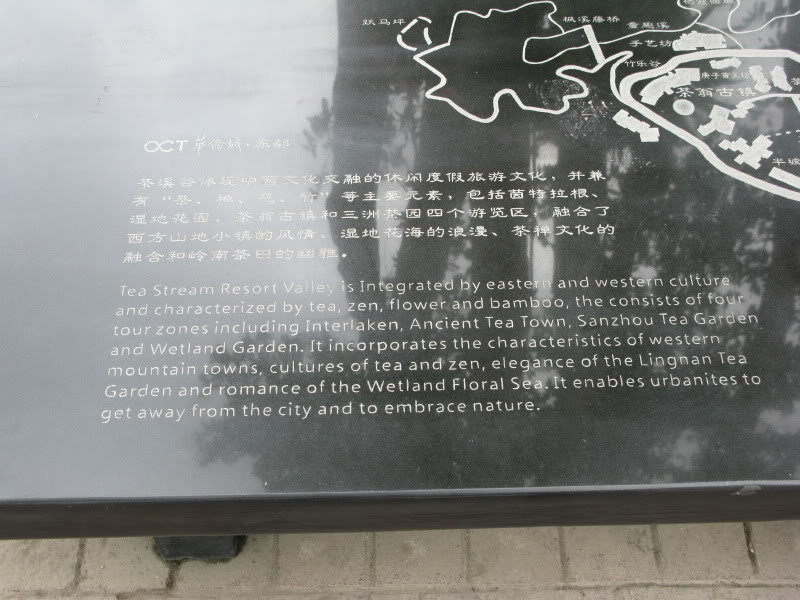 跃马坪
枫溪藤桥
童趣溪
手艺坊
竹乐谷
茶翁古镇
半坡
OCT 华侨城·东部
茶溪谷体现中西文化交融的休闲度假旅游文化，并兼
有“茶、禅、花、竹”等主要元素，包括茵特拉根、
湿地花园、茶翁古镇和三洲茶园四个游览区，融合了
西方山地小镇的风情、湿地花海的浪漫、茶禅文化的
融合和岭南茶巴的幽雅。
Tea Stream Resort Valley is Integrated by eastern and western culture
and characterized by tea, zen, flower and bamboo, the consists of four
tour zones including Interlaken, Ancient Tea Town, Sanzhou Tea Garden
and Wetland Garden. It incorporates the characteristics of western
mountain towns, cultures of tea and zen, elegance of the Lingnan Tea
Garden and romance of the Wetland Floral Sea. It enables urbanites to
get away from the city and to embrace nature.